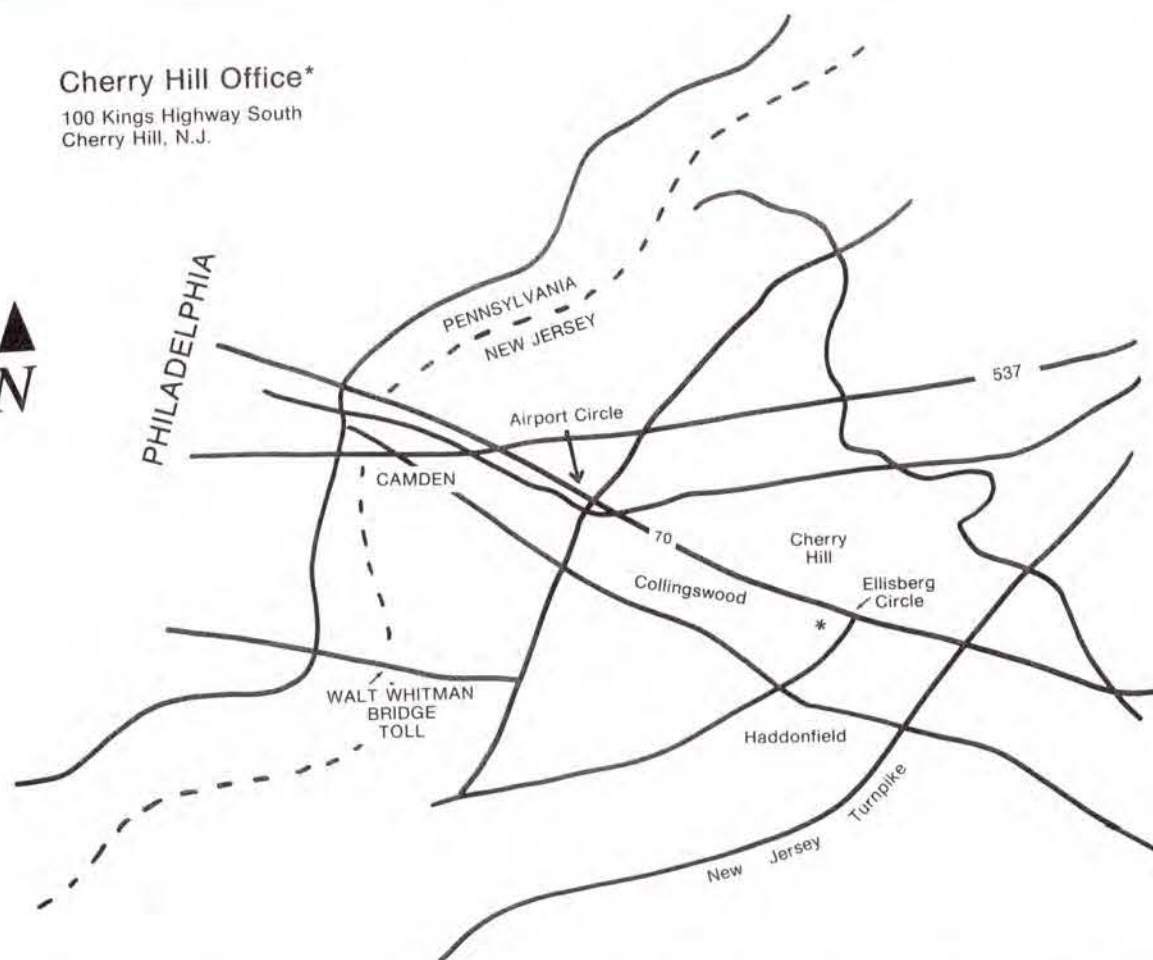 Cherry Hill Office*
100 Kings Highway South
Cherry Hill, N.J.
N
PHILADELPHIA
PENNSYLVANIA
NEW JERSEY
537
Airport Circle
CAMDEN
70
Cherry
Hill
Collingswood
Ellisberg
Circle
*
WALT WHITMAN
BRIDGE
TOLL
Haddonfield
New Jersey Turnpike